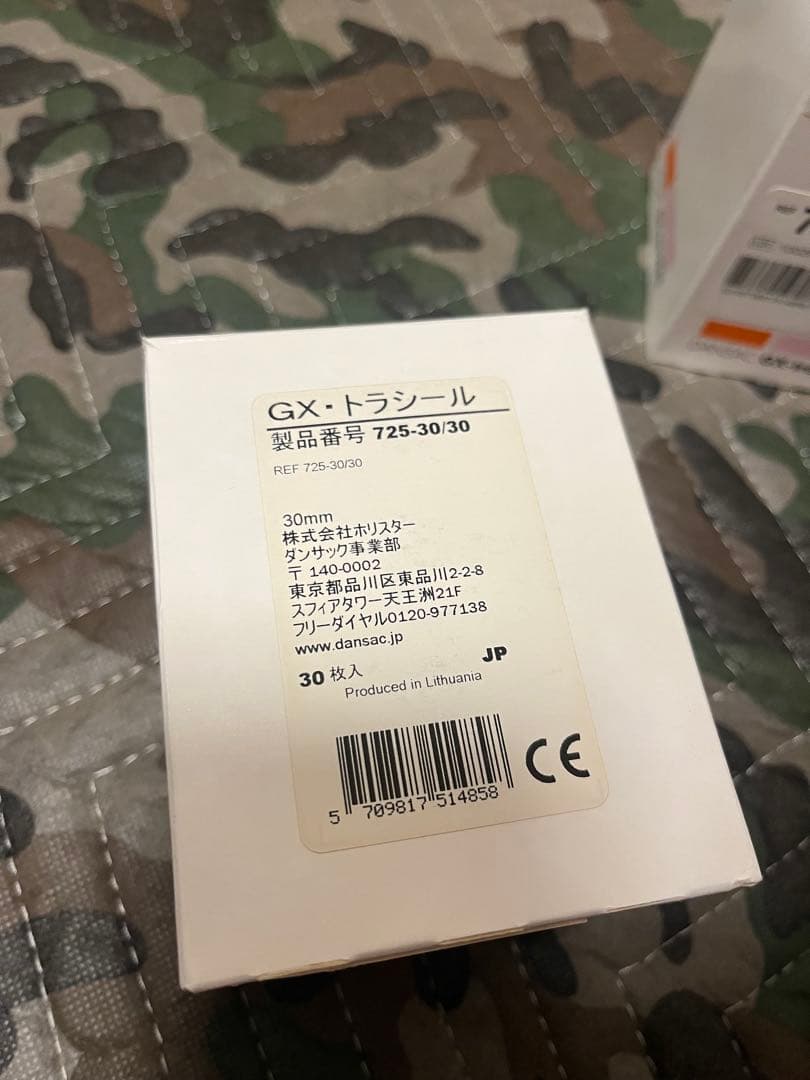 GX・トラシール
製品番号 725-30/30
REF 725-30/30
30mm
株式会社ホリスター
ダンサック事業部
〒 140-0002
東京都品川区東品川2-2-8
スフィアタワー天王洲21F
フリーダイヤル0120-977138
www.dansac.jp
30 枚入
JP
Produced in Lithuania
CE
5 709817 514858